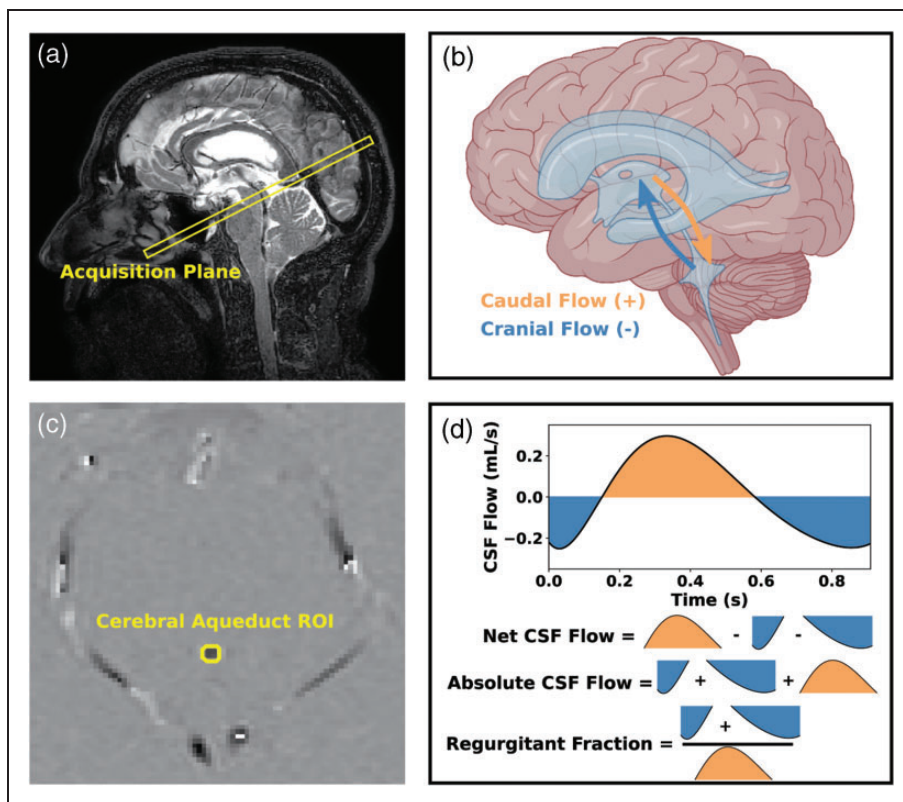 (a)
Acquisition Plane
(b)
Caudal Flow (+)
Cranial Flow (-)
(c)
Cerebral Aqueduct ROI
(d)
CSF Flow (mL/s)
0.2
0.0
−0.2
0.0 0.2 0.4 0.6 0.8
Time (s)
Net CSF Flow = - -
Absolute CSF Flow = + +
Regurgitant Fraction = +